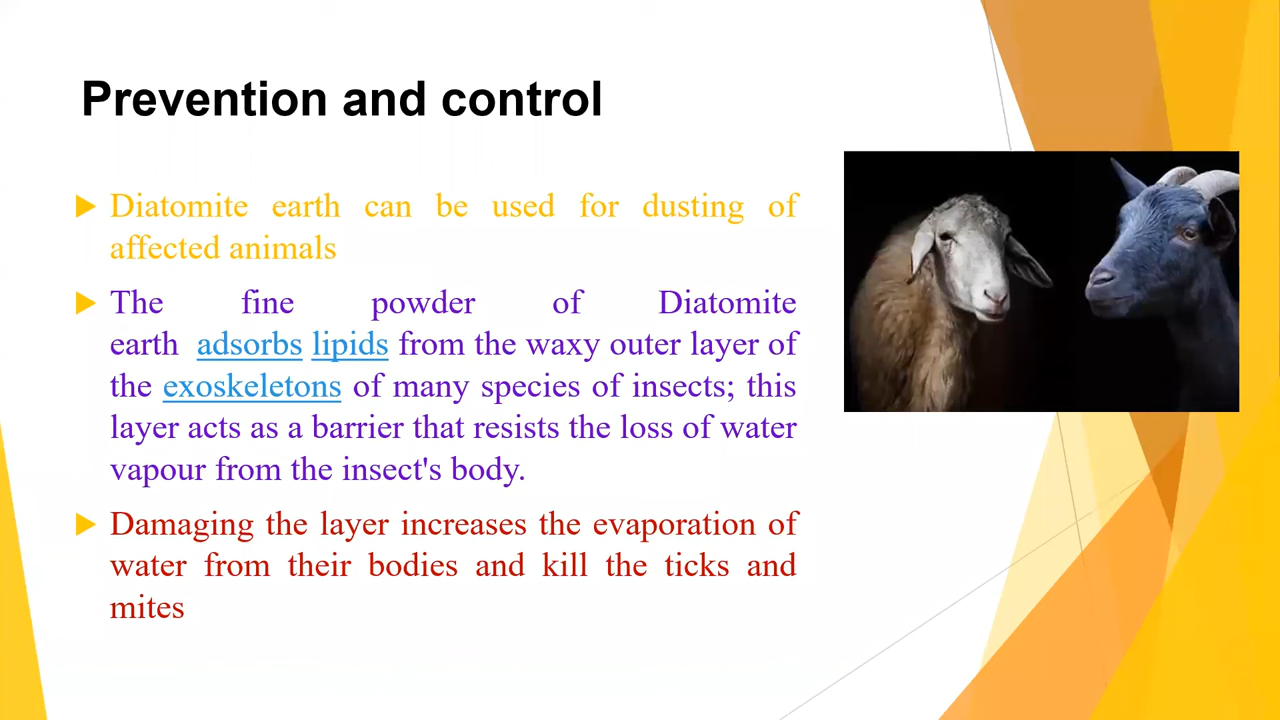 Prevention and control
Diatomite earth can be used for dusting of
affected animals
The fine powder of Diatomite
earth adsorbs lipids from the waxy outer layer of
the exoskeletons of many species of insects; this
layer acts as a barrier that resists the loss of water
vapour from the insect's body.
Damaging the layer increases the evaporation of
water from their bodies and kill the ticks and
mites